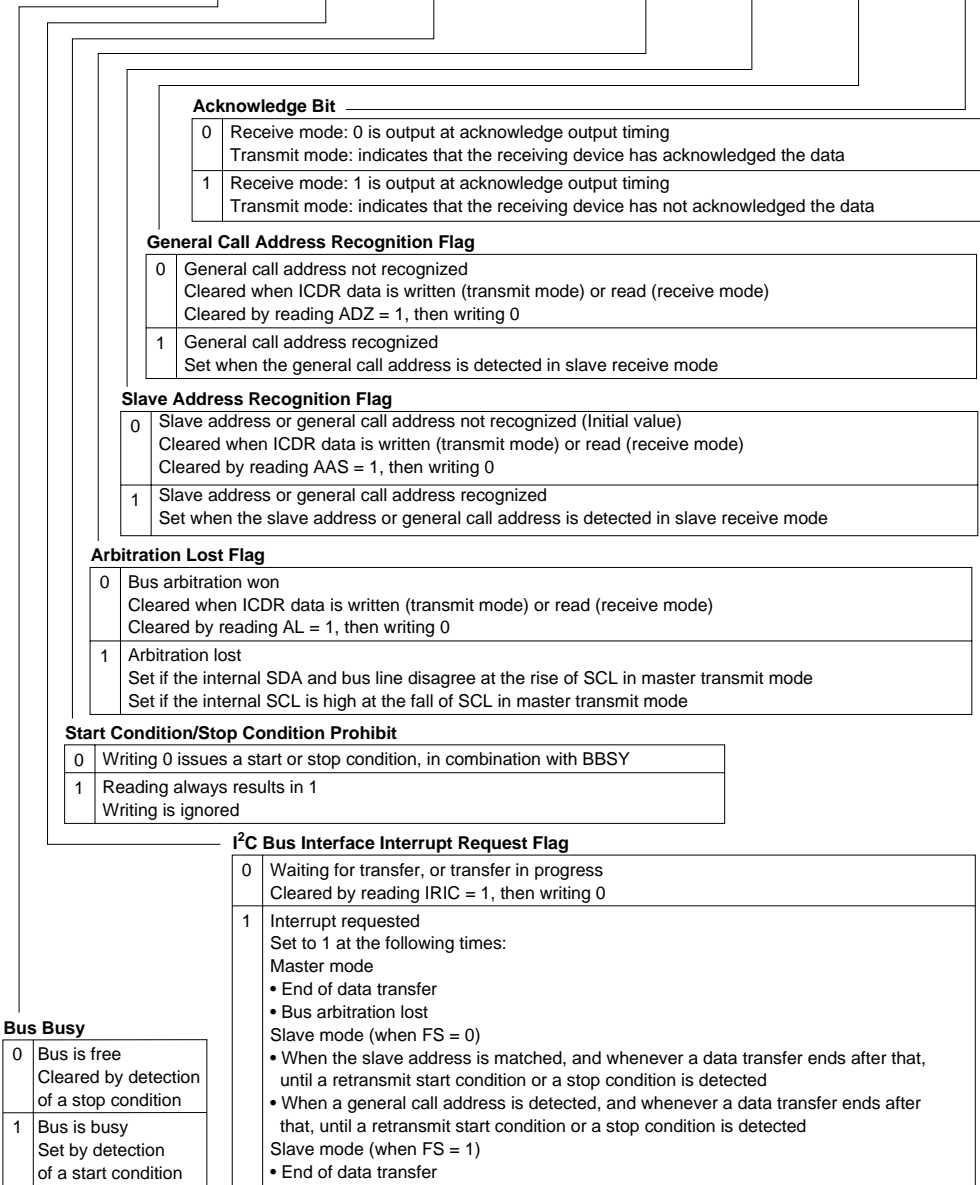 Acknowledge Bit
0 Receive mode: 0 is output at acknowledge output timing
Transmit mode: indicates that the receiving device has acknowledged the data
1 Receive mode: 1 is output at acknowledge output timing
Transmit mode: indicates that the receiving device has not acknowledged the data
General Call Address Recognition Flag
0 General call address not recognized
Cleared when ICDR data is written (transmit mode) or read (receive mode)
Cleared by reading ADZ = 1, then writing 0
1 General call address recognized
Set when the general call address is detected in slave receive mode
Slave Address Recognition Flag
0 Slave address or general call address not recognized (Initial value)
Cleared when ICDR data is written (transmit mode) or read (receive mode)
Cleared by reading AAS = 1, then writing 0
1 Slave address or general call address recognized
Set when the slave address or general call address is detected in slave receive mode
Arbitration Lost Flag
0 Bus arbitration won
Cleared when ICDR data is written (transmit mode) or read (receive mode)
Cleared by reading AL = 1, then writing 0
1 Arbitration lost
Set if the internal SDA and bus line disagree at the rise of SCL in master transmit mode
Set if the internal SCL is high at the fall of SCL in master transmit mode
Start Condition/Stop Condition Prohibit
0 Writing 0 issues a start or stop condition, in combination with BBSY
1 Reading always results in 1
Writing is ignored
I²C Bus Interface Interrupt Request Flag
0 Waiting for transfer, or transfer in progress
Cleared by reading IRIC = 1, then writing 0
1 Interrupt requested
Set to 1 at the following times:
Master mode
• End of data transfer
• Bus arbitration lost
Slave mode (when FS = 0)
• When the slave address is matched, and whenever a data transfer ends after that,
until a retransmit start condition or a stop condition is detected
• When a general call address is detected, and whenever a data transfer ends after
that, until a retransmit start condition or a stop condition is detected
Slave mode (when FS = 1)
• End of data transfer
Bus Busy
0 Bus is free
Cleared by detection
of a stop condition
1 Bus is busy
Set by detection
of a start condition